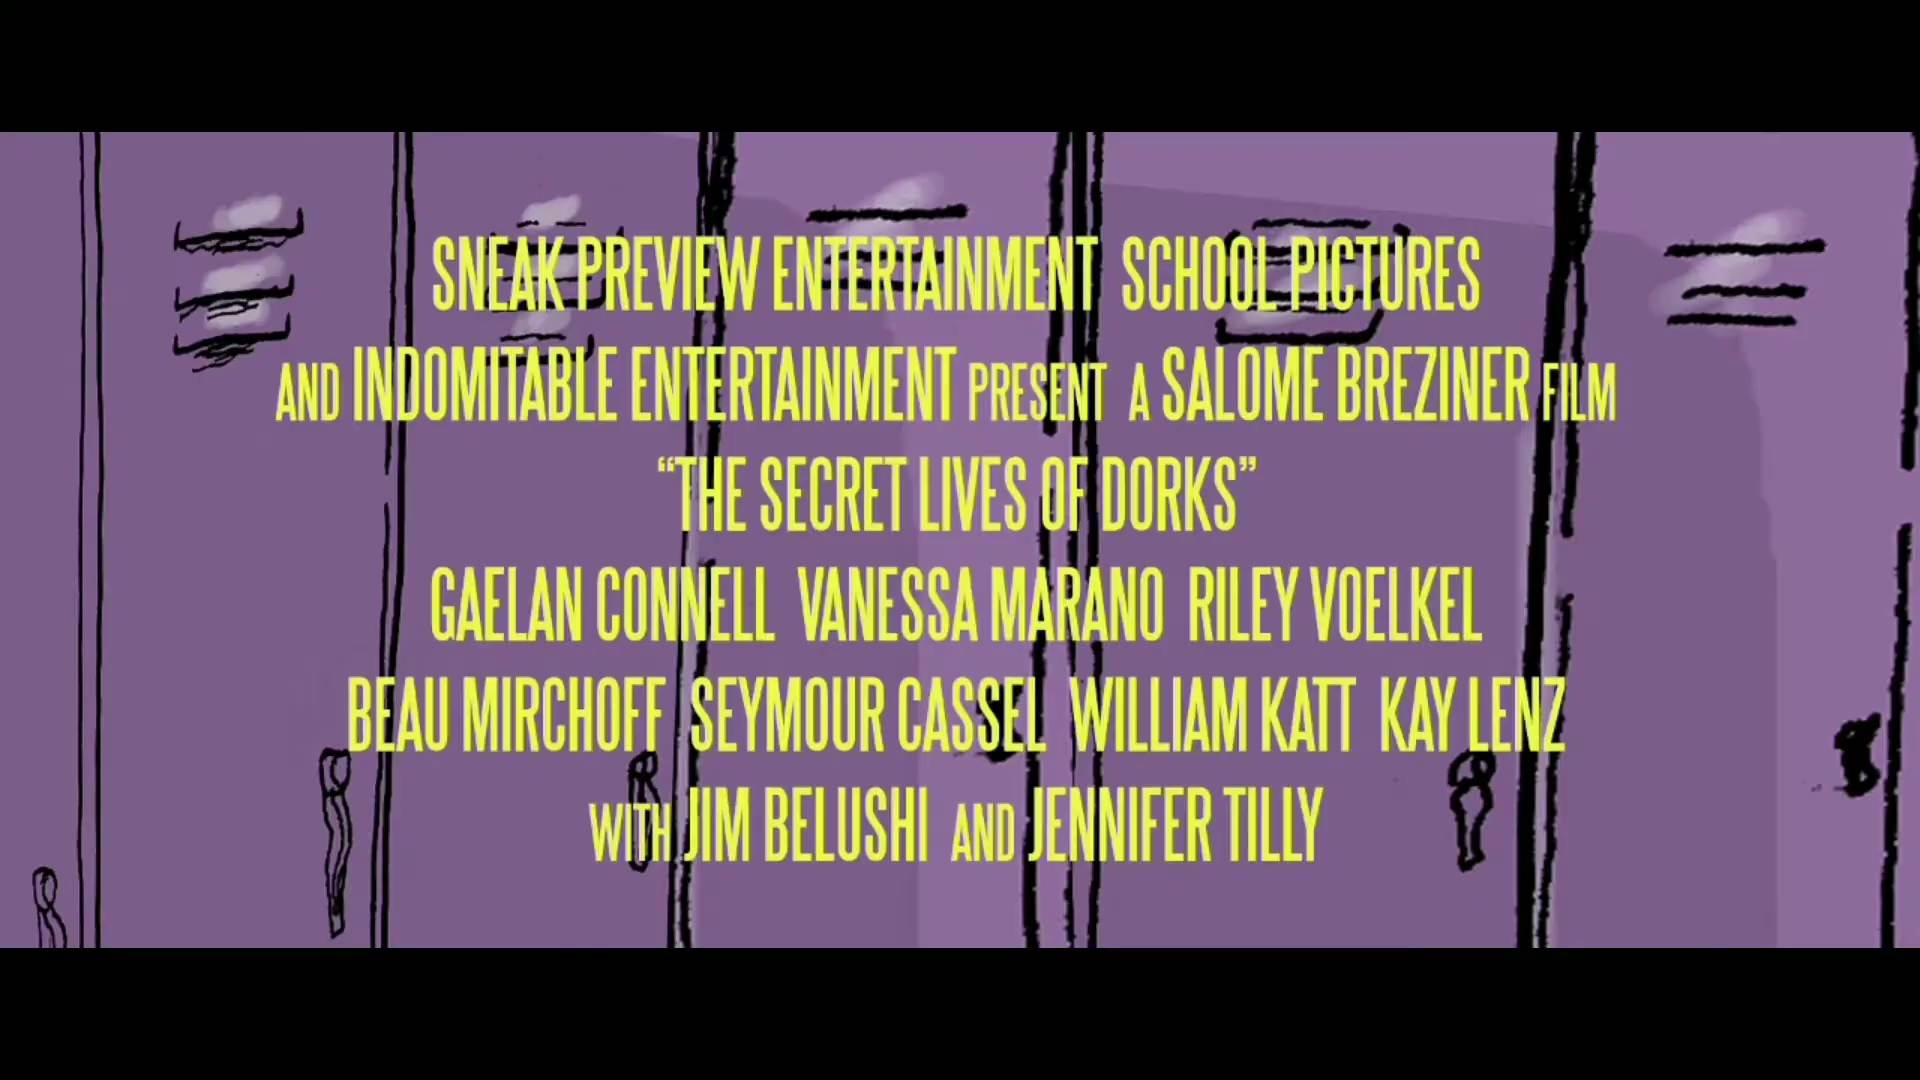 SNEAK PREVIEW ENTERTAINMENT SCHOOL PICTURES
AND INDOMITABLE ENTERTAINMENT PRESENT A SALOME BREZINER FILM
“THE SECRET LIVES OF DORKS”
GAELAN CONNELL VANESSA MARANO RILEY VOELKEL
BEAU MIRCHOFF SEYMOUR CASSEL WILLIAM KATT KAY LENZ
WITH JIM BELUSHI AND JENNIFER TILLY